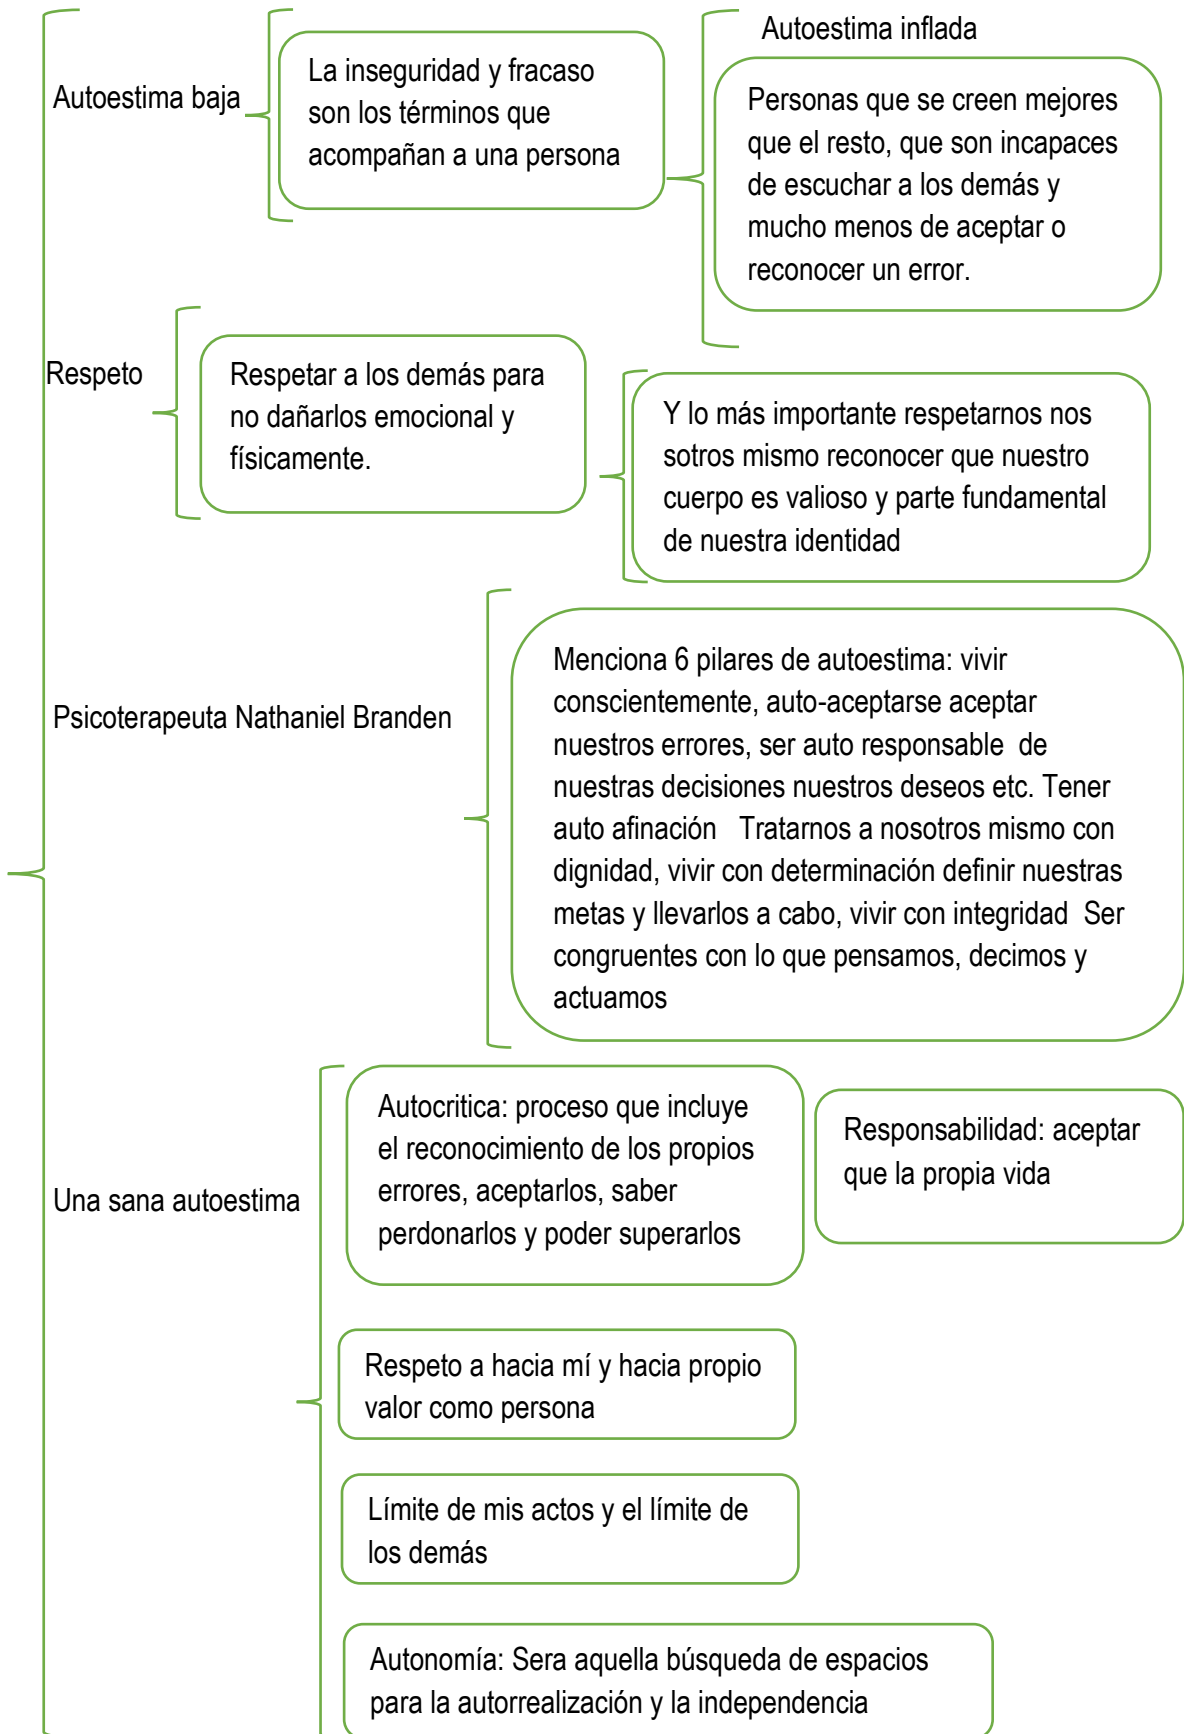 Autoestima baja
La inseguridad y fracaso
son los términos que
acompañan a una persona
Autoestima inflada
Personas que se creen mejores
que el resto, que son incapaces
de escuchar a los demás y
mucho menos de aceptar o
reconocer un error.
Respeto
Respetar a los demás para
no dañarlos emocional y
físicamente.
Y lo más importante respetarnos nos
sotros mismo reconocer que nuestro
cuerpo es valioso y parte fundamental
de nuestra identidad
Psicoterapeuta Nathaniel Branden
Menciona 6 pilares de autoestima: vivir
conscientemente, auto-aceptarse aceptar
nuestros errores, ser auto responsable  de
nuestras decisiones nuestros deseos etc. Tener
auto afinación   Tratarnos a nosotros mismo con
dignidad, vivir con determinación definir nuestras
metas y llevarlos a cabo, vivir con integridad  Ser
congruentes con lo que pensamos, decimos y
actuamos
Una sana autoestima
Autocritica: proceso que incluye
el reconocimiento de los propios
errores, aceptarlos, saber
perdonarlos y poder superarlos
Responsabilidad: aceptar
que la propia vida
Respeto a hacia mí y hacia propio
valor como persona
Límite de mis actos y el límite de
los demás
Autonomía: Sera aquella búsqueda de espacios
para la autorrealización y la independencia